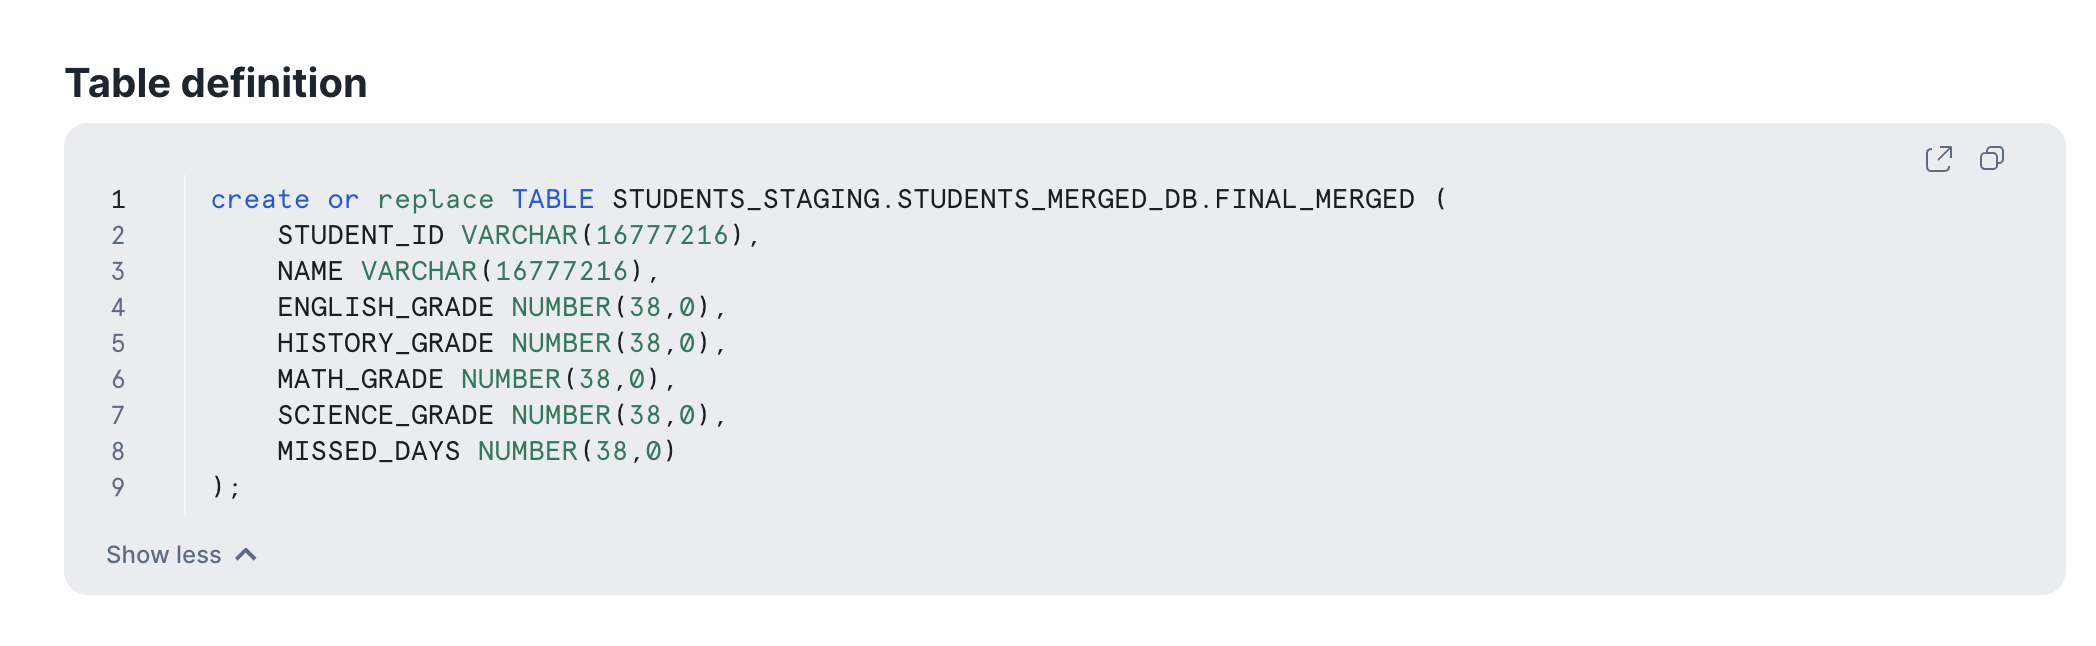 Table definition
1 create or replace TABLE STUDENTS_STAGING.STUDENTS_MERGED_DB.FINAL_MERGED (
2 STUDENT_ID VARCHAR(16777216),
3 NAME VARCHAR(16777216),
4 ENGLISH_GRADE NUMBER(38,0),
5 HISTORY_GRADE NUMBER(38,0),
6 MATH_GRADE NUMBER(38,0),
7 SCIENCE_GRADE NUMBER(38,0),
8 MISSED_DAYS NUMBER(38,0)
9 );
Show less